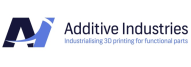 Additive Industries
Industrialising 3D printing for functional parts